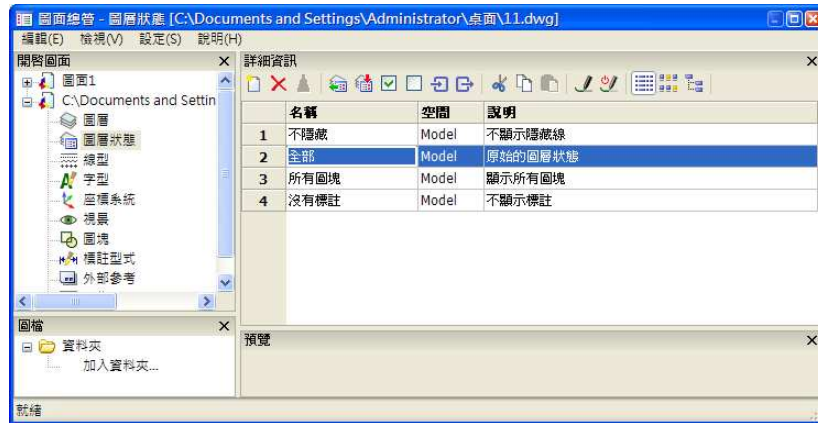 圖面總管 - 圖層狀態 [C:\Documents and Settings\Administrator\桌面\11.dwg]
編輯(E) 檢視(V) 設定(S) 說明(H)
開啓圖面
圖面1
C:\Documents and Settin
圖層
圖層狀態
線型
字型
座標系統
視景
圖塊
標註型式
外部參考
圖檔
資料夾
加入資料夾...
詳細資訊
名稱 空間 說明
1 不隱藏 Model 不顯示隱藏線
2 全部 Model 原始的圖層狀態
3 所有圖塊 Model 顯示所有圖塊
4 沒有標註 Model 不顯示標註
預覽
就緒